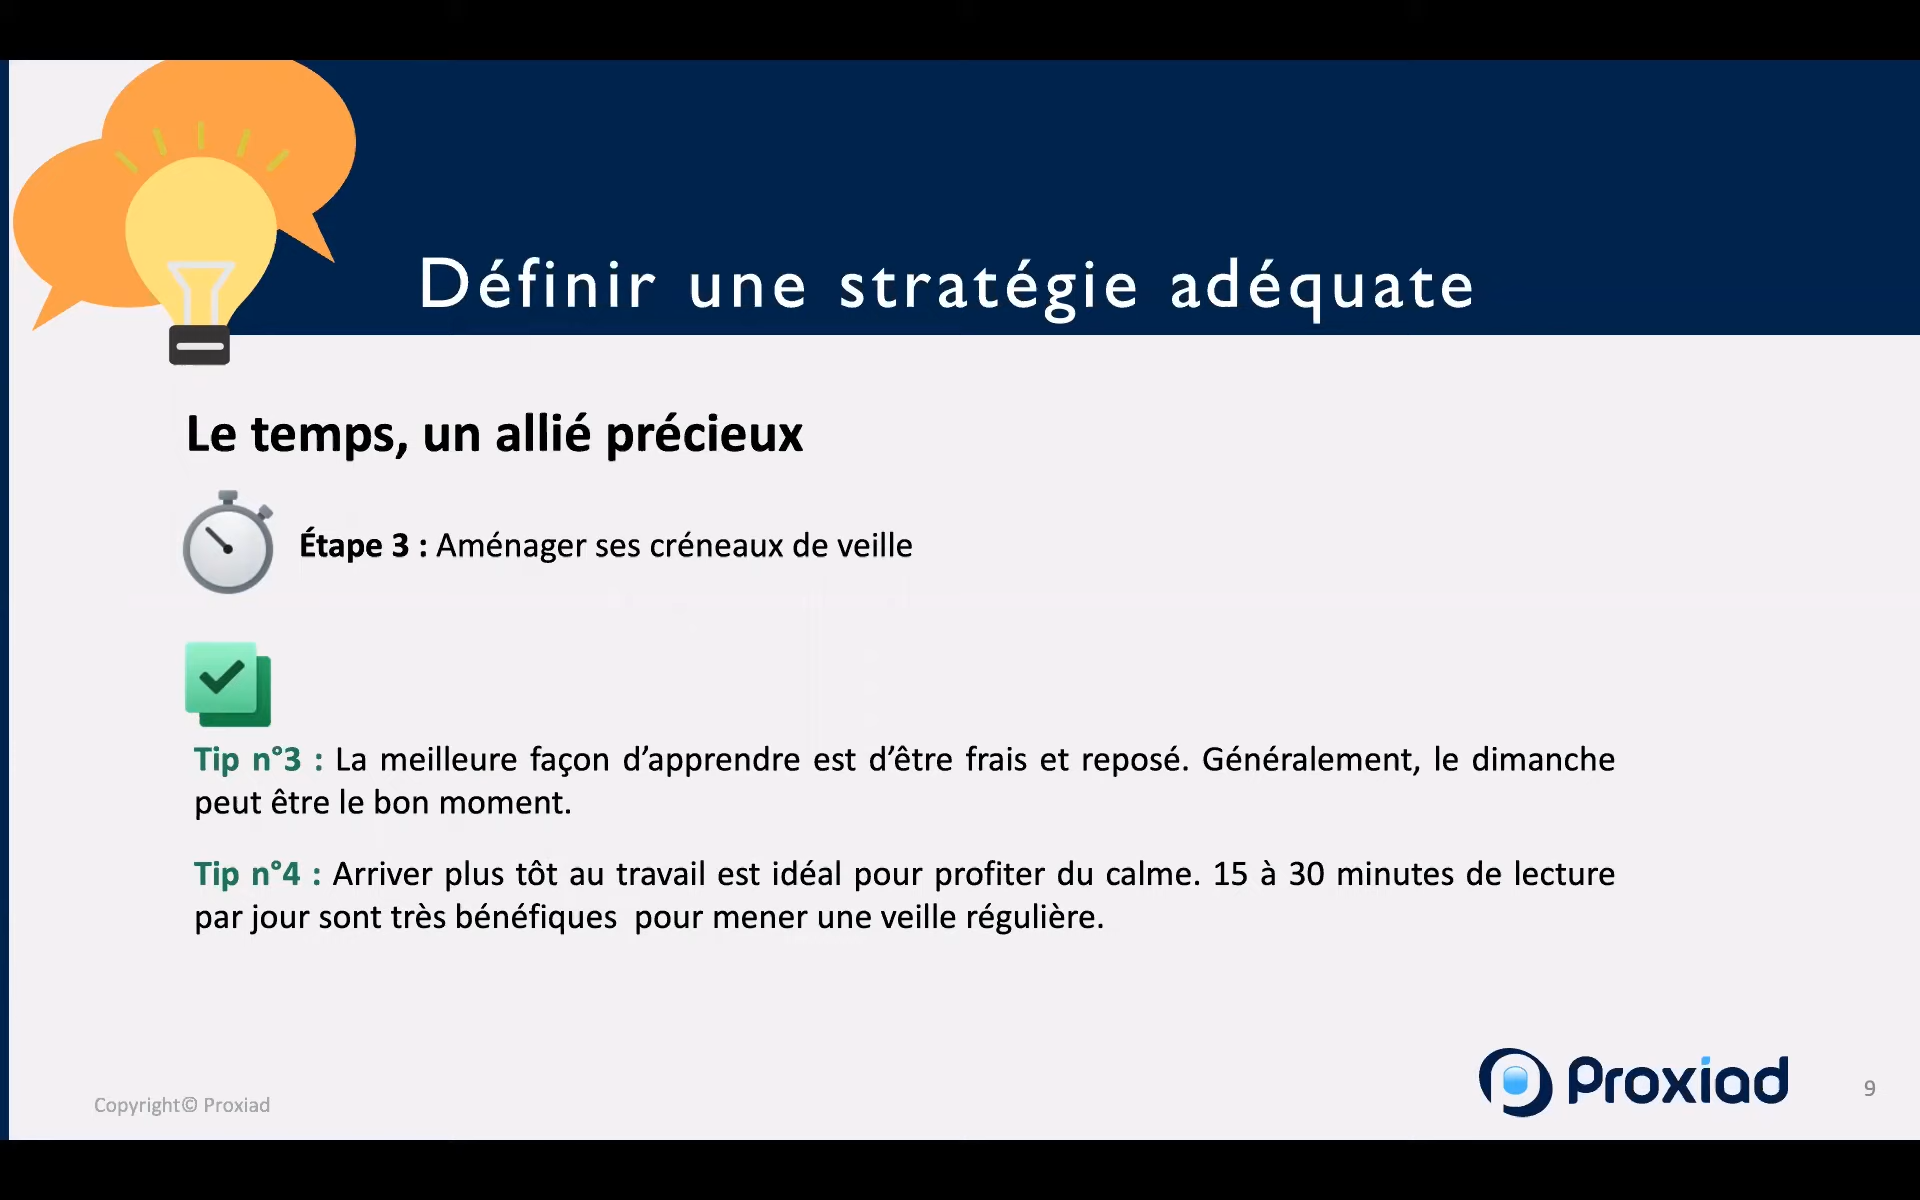 Définir une stratégie adéquate
Le temps, un allié précieux
Étape 3 : Aménager ses créneaux de veille
Tip n°3 : La meilleure façon d’apprendre est d’être frais et reposé. Généralement, le dimanche
peut être le bon moment.
Tip n°4 : Arriver plus tôt au travail est idéal pour profiter du calme. 15 à 30 minutes de lecture
par jour sont très bénéfiques  pour mener une veille régulière.
Copyright© Proxiad
Proxiad
9